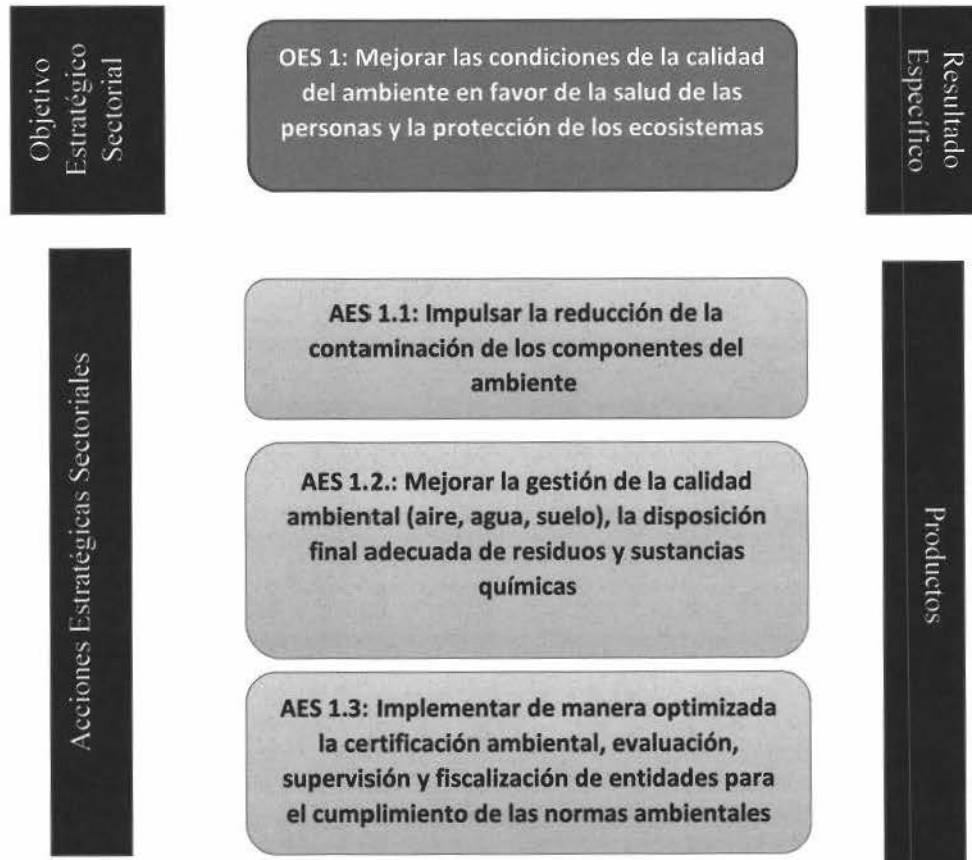 Objetivo
Estratégico
Sectorial
OES 1: Mejorar las condiciones de la calidad
del ambiente en favor de la salud de las
personas y la protección de los ecosistemas
Resultado
Específico
Acciones Estratégicas Sectoriales
AES 1.1: Impulsar la reducción de la
contaminación de los componentes del
ambiente
AES 1.2.: Mejorar la gestión de la calidad
ambiental (aire, agua, suelo), la disposición
final adecuada de residuos y sustancias
químicas
AES 1.3: Implementar de manera optimizada
la certificación ambiental, evaluación,
supervisión y fiscalización de entidades para
el cumplimiento de las normas ambientales
Productos